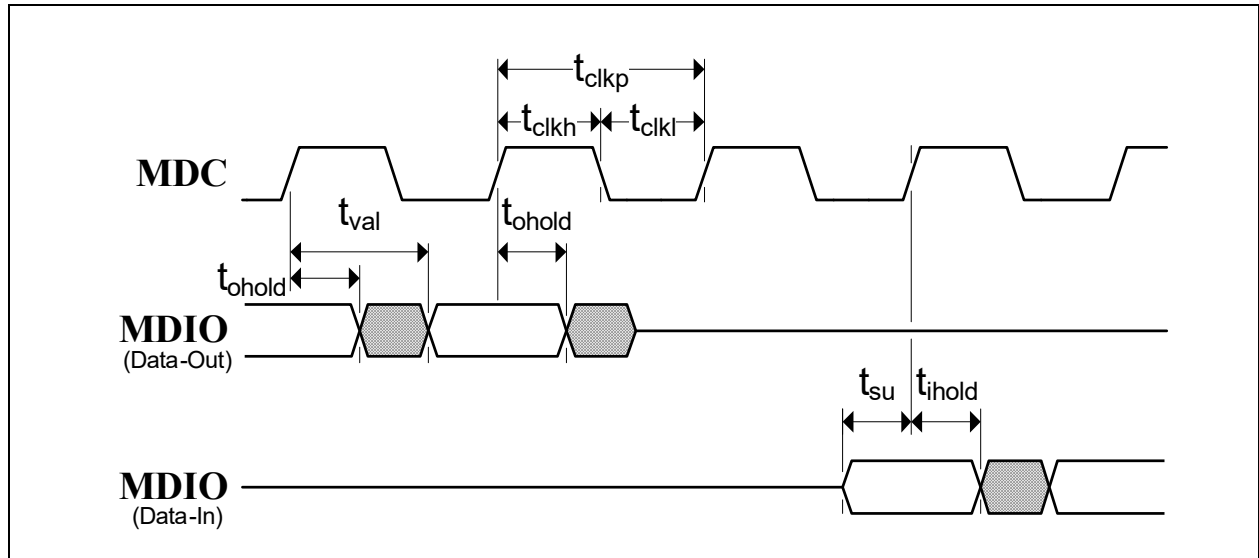 tclkp
tclkh tclkl
MDC
tval
tohold
tohold
MDIO
(Data-Out)
tsu tihold
MDIO
(Data-In)